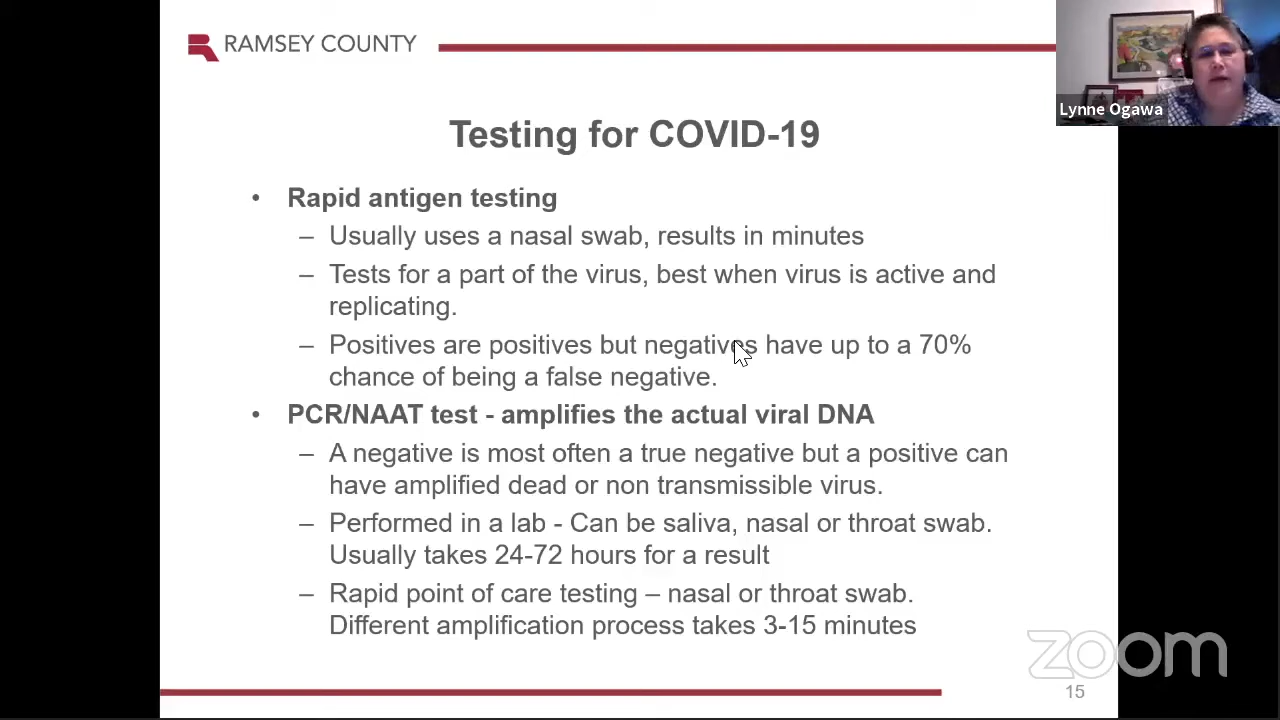 RAMSEY COUNTY
Lynne Ogawa
Testing for COVID-19
• Rapid antigen testing
– Usually uses a nasal swab, results in minutes
– Tests for a part of the virus, best when virus is active and
replicating.
– Positives are positives but negatives have up to a 70%
chance of being a false negative.
• PCR/NAAT test - amplifies the actual viral DNA
– A negative is most often a true negative but a positive can
have amplified dead or non transmissible virus.
– Performed in a lab - Can be saliva, nasal or throat swab.
Usually takes 24-72 hours for a result
– Rapid point of care testing – nasal or throat swab.
Different amplification process takes 3-15 minutes
zoom
15